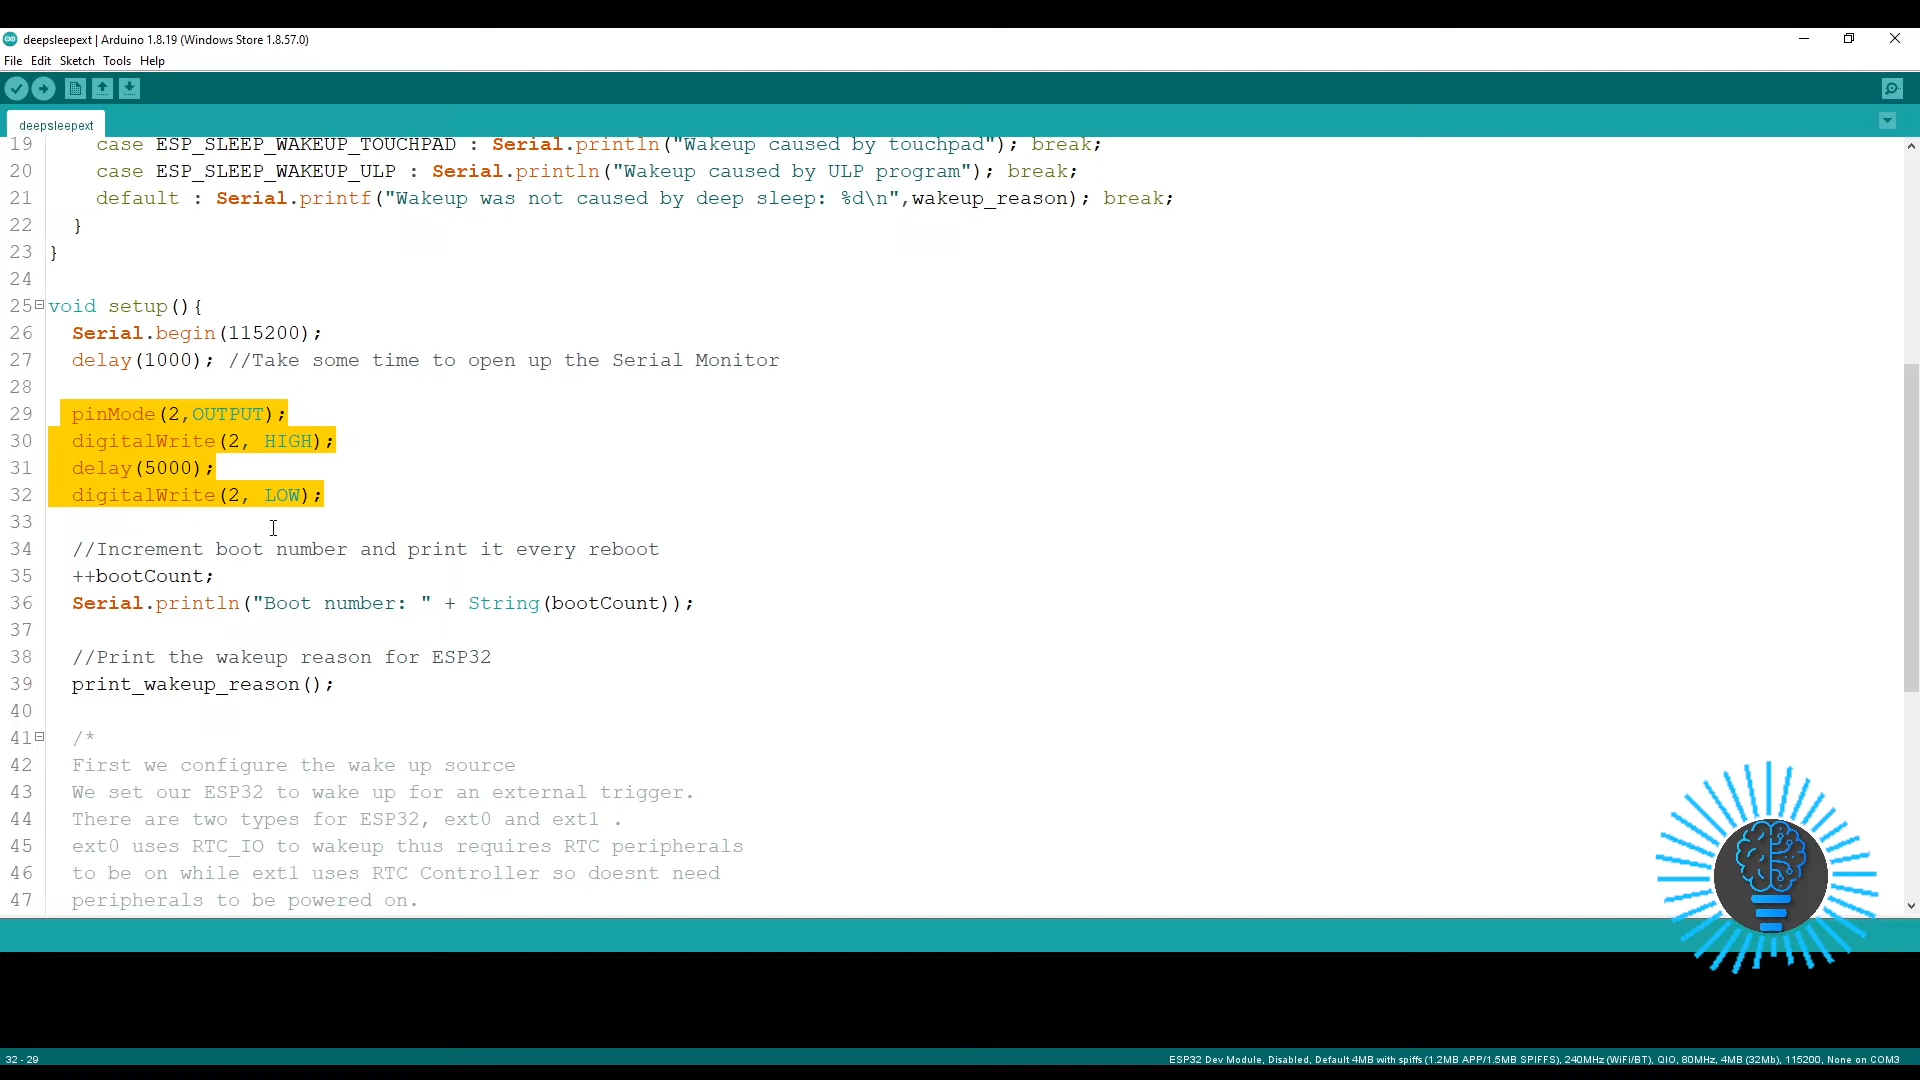 deepsleepext | Arduino 1.8.19 (Windows Store 1.8.57.0)
File Edit Sketch Tools Help
deepsleepext
19 case ESP_SLEEP_WAKEUP_TOUCHPAD : Serial.println("Wakeup caused by touchpad"); break;
20 case ESP_SLEEP_WAKEUP_ULP : Serial.println("Wakeup caused by ULP program"); break;
21 default : Serial.printf("Wakeup was not caused by deep sleep: %d\n",wakeup_reason); break;
22 }
23 }
24
25 void setup(){
26 Serial.begin(115200);
27 delay(1000); //Take some time to open up the Serial Monitor
28
29 pinMode(2,OUTPUT);
30 digitalWrite(2, HIGH);
31 delay(5000);
32 digitalWrite(2, LOW);
33
34 //Increment boot number and print it every reboot
35 ++bootCount;
36 Serial.println("Boot number: " + String(bootCount));
37
38 //Print the wakeup reason for ESP32
39 print_wakeup_reason();
40
41 /*
42 First we configure the wake up source
43 We set our ESP32 to wake up for an external trigger.
44 There are two types for ESP32, ext0 and ext1 .
45 ext0 uses RTC_IO to wakeup thus requires RTC peripherals
46 to be on while ext1 uses RTC Controller so doesnt need
47 peripherals to be powered on.
32 - 29
ESP32 Dev Module, Disabled, Default 4MB with spiffs (1.2MB APP/1.5MB SPIFFS), 240MHz (WiFi/BT), QIO, 80MHz, 4MB (32Mb), 115200, None on COM3